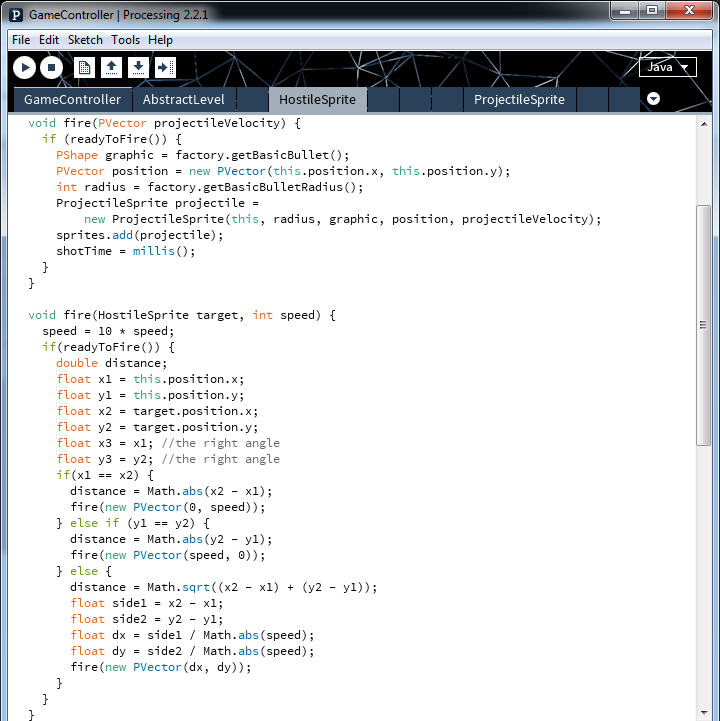 GameController | Processing 2.2.1
File Edit Sketch Tools Help
Java
GameController AbstractLevel HostileSprite ProjectileSprite
void fire(PVector projectileVelocity) {
if (readyToFire()) {
PShape graphic = factory.getBasicBullet();
PVector position = new PVector(this.position.x, this.position.y);
int radius = factory.getBasicBulletRadius();
ProjectileSprite projectile =
new ProjectileSprite(this, radius, graphic, position, projectileVelocity);
sprites.add(projectile);
shotTime = millis();
}
}
void fire(HostileSprite target, int speed) {
speed = 10 * speed;
if(readyToFire()) {
double distance;
float x1 = this.position.x;
float y1 = this.position.y;
float x2 = target.position.x;
float y2 = target.position.y;
float x3 = x1; //the right angle
float y3 = y2; //the right angle
if(x1 == x2) {
distance = Math.abs(x2 - x1);
fire(new PVector(0, speed));
} else if (y1 == y2) {
distance = Math.abs(y2 - y1);
fire(new PVector(speed, 0));
} else {
distance = Math.sqrt((x2 - x1) + (y2 - y1));
float side1 = x2 - x1;
float side2 = y2 - y1;
float dx = side1 / Math.abs(speed);
float dy = side2 / Math.abs(speed);
fire(new PVector(dx, dy));
}
}
}